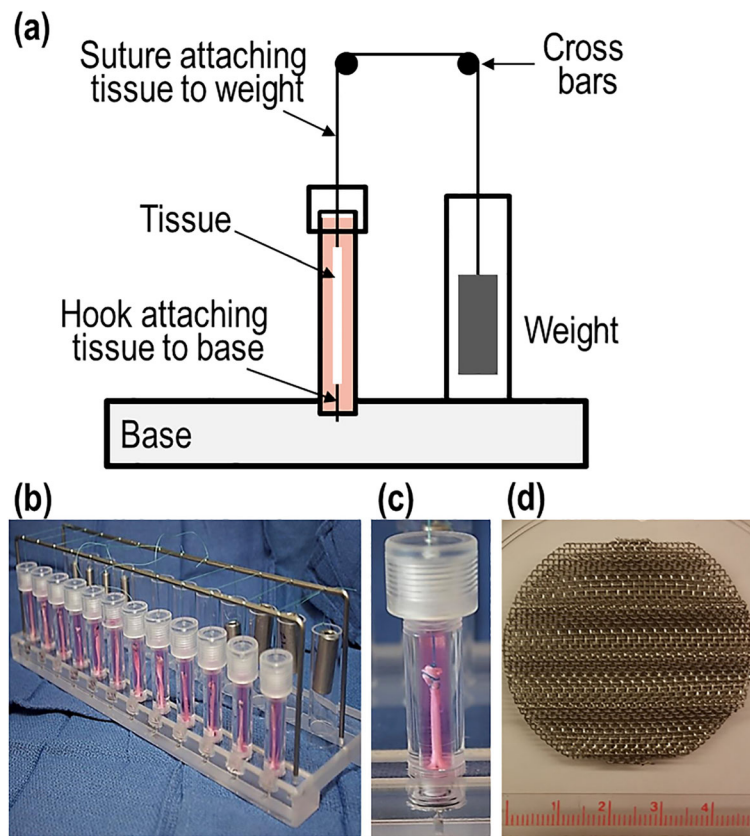 (a)
Suture attaching
tissue to weight
Cross
bars
Tissue
Hook attaching
tissue to base
Weight
Base
(b)
(c)
(d)
1 2 3 4